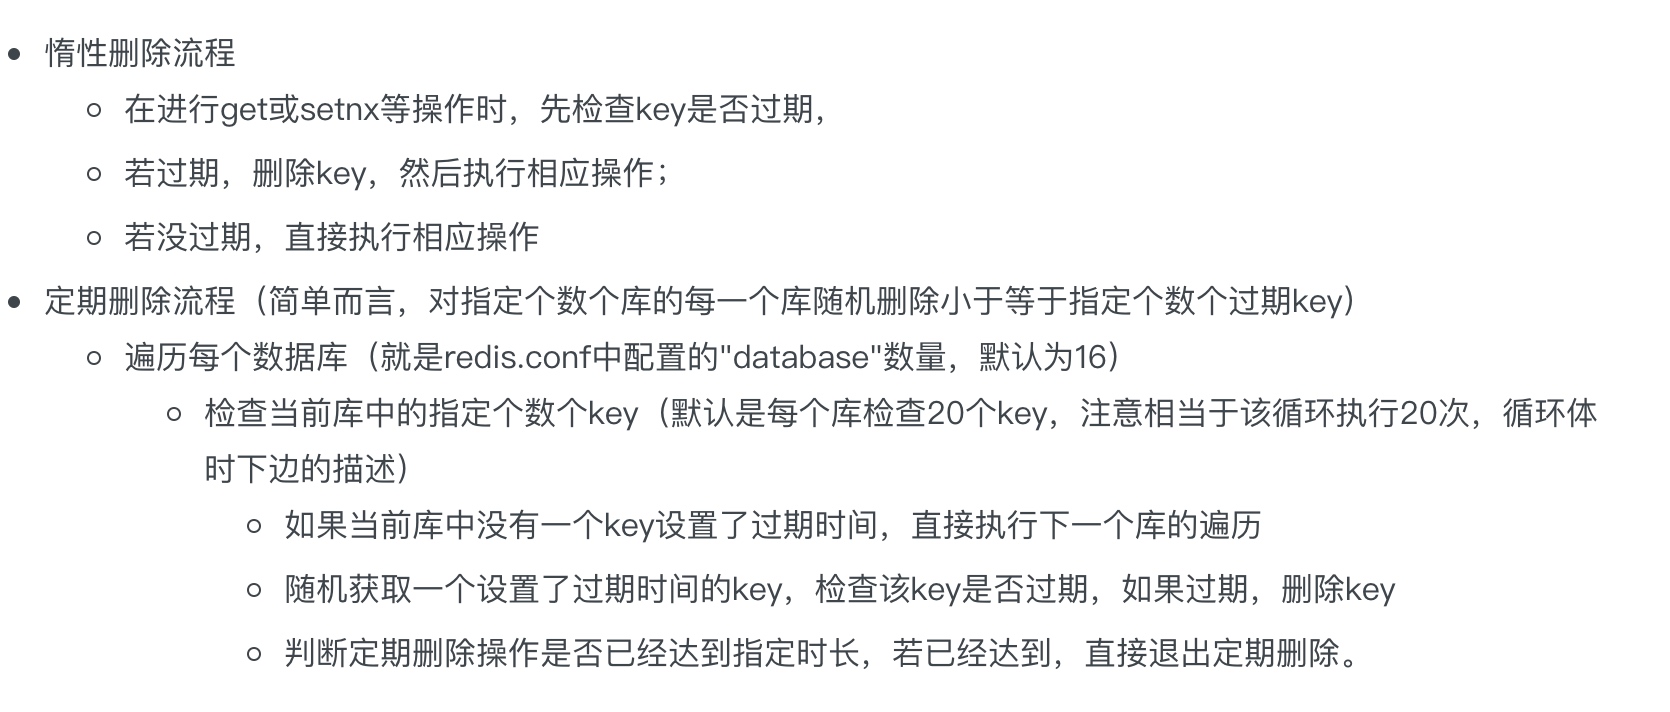 惰性删除流程
在进行get或setnx等操作时，先检查key是否过期，
若过期，删除key，然后执行相应操作；
若没过期，直接执行相应操作
定期删除流程（简单而言，对指定个数个库的每一个库随机删除小于等于指定个数个过期key）
遍历每个数据库（就是redis.conf中配置的"database"数量，默认为16）
检查当前库中的指定个数个key（默认是每个库检查20个key，注意相当于该循环执行20次，循环体
时下边的描述）
如果当前库中没有一个key设置了过期时间，直接执行下一个库的遍历
随机获取一个设置了过期时间的key，检查该key是否过期，如果过期，删除key
判断定期删除操作是否已经达到指定时长，若已经达到，直接退出定期删除。